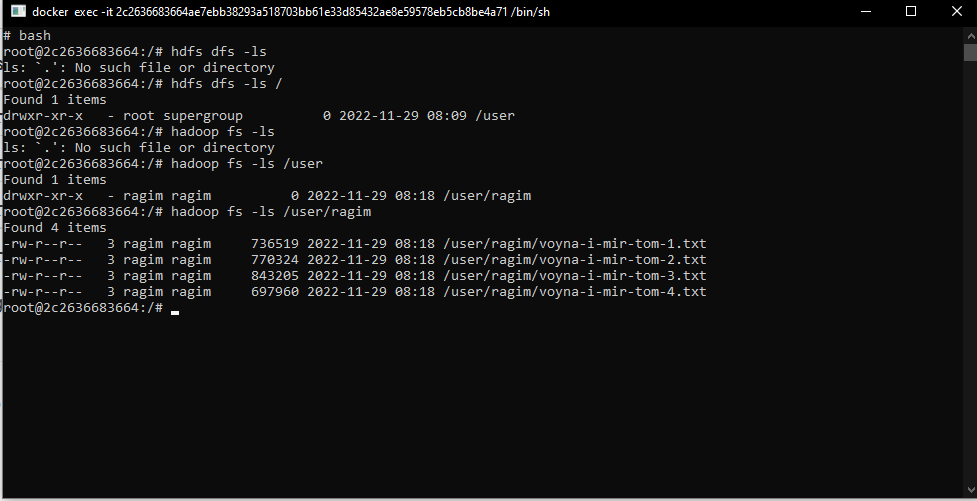 docker exec -it 2c2636683664ae7ebb38293a518703bb61e33d85432ae8e59578eb5cb8be4a71 /bin/sh
# bash
root@2c2636683664:/# hdfs dfs -ls
ls: `.': No such file or directory
root@2c2636683664:/# hdfs dfs -ls /
Found 1 items
drwxr-xr-x   - root supergroup          0 2022-11-29 08:09 /user
root@2c2636683664:/# hadoop fs -ls
ls: `.': No such file or directory
root@2c2636683664:/# hadoop fs -ls /user
Found 1 items
drwxr-xr-x   - ragim ragim          0 2022-11-29 08:18 /user/ragim
root@2c2636683664:/# hadoop fs -ls /user/ragim
Found 4 items
-rw-r--r--   3 ragim ragim     736519 2022-11-29 08:18 /user/ragim/voyna-i-mir-tom-1.txt
-rw-r--r--   3 ragim ragim     770324 2022-11-29 08:18 /user/ragim/voyna-i-mir-tom-2.txt
-rw-r--r--   3 ragim ragim     843205 2022-11-29 08:18 /user/ragim/voyna-i-mir-tom-3.txt
-rw-r--r--   3 ragim ragim     697960 2022-11-29 08:18 /user/ragim/voyna-i-mir-tom-4.txt
root@2c2636683664:/#